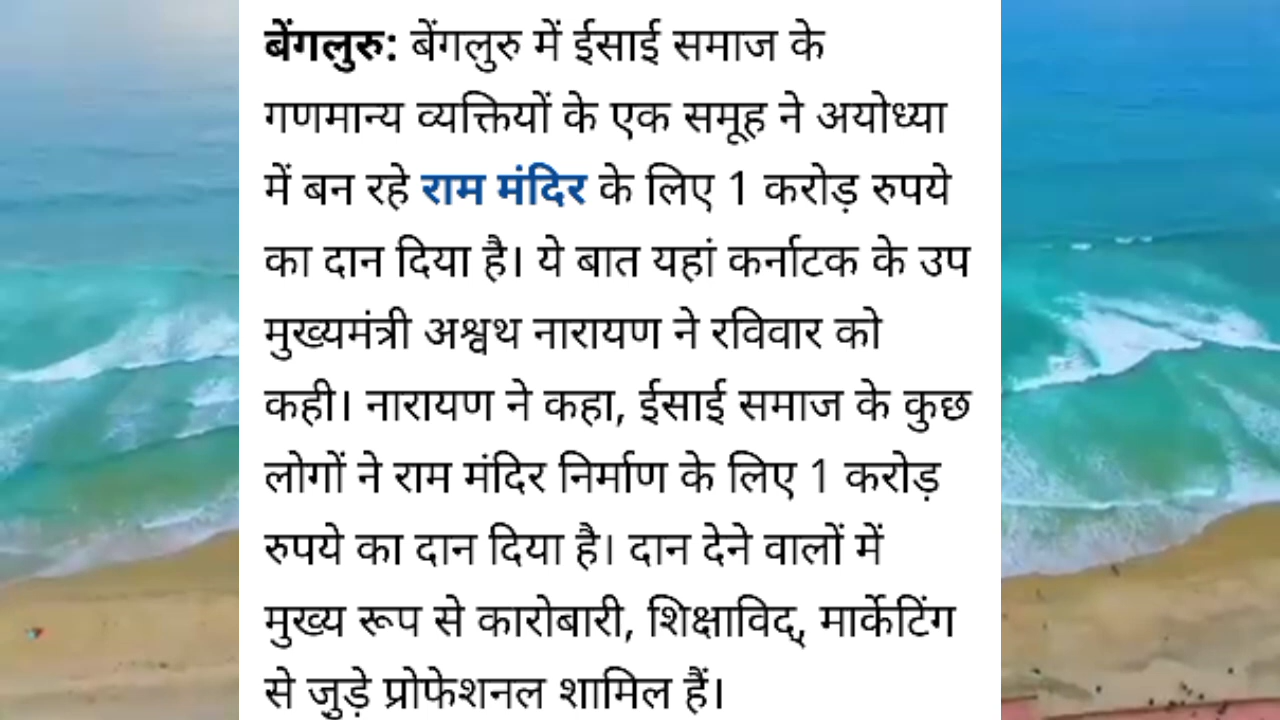 बेंगलुरु: बेंगलुरु में ईसाई समाज के
गणमान्य व्यक्तियों के एक समूह ने अयोध्या
में बन रहे राम मंदिर के लिए 1 करोड़ रुपये
का दान दिया है। ये बात यहां कर्नाटक के उप
मुख्यमंत्री अश्वथ नारायण ने रविवार को
कही। नारायण ने कहा, ईसाई समाज के कुछ
लोगों ने राम मंदिर निर्माण के लिए 1 करोड़
रुपये का दान दिया है। दान देने वालों में
मुख्य रूप से कारोबारी, शिक्षाविद्, मार्केटिंग
से जुड़े प्रोफेशनल शामिल हैं।